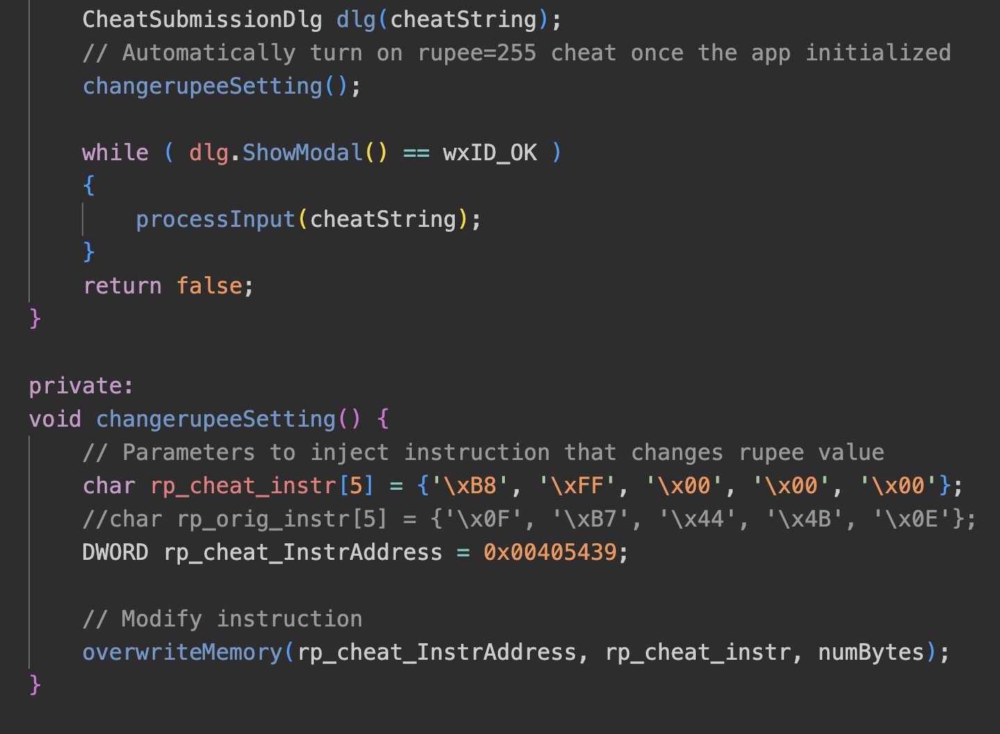 CheatSubmissionDlg dlg(cheatString);
// Automatically turn on rupee=255 cheat once the app initialized
changerupeeSetting();
while ( dlg.ShowModal() == wxID_OK )
{
processInput(cheatString);
}
return false;
}
private:
void changerupeeSetting() {
// Parameters to inject instruction that changes rupee value
char rp_cheat_instr[5] = {'\xB8', '\xFF', '\x00', '\x00', '\x00'};
//char rp_orig_instr[5] = {'\x0F', '\xB7', '\x44', '\x4B', '\x0E'};
DWORD rp_cheat_InstrAddress = 0x00405439;
// Modify instruction
overwriteMemory(rp_cheat_InstrAddress, rp_cheat_instr, numBytes);
}